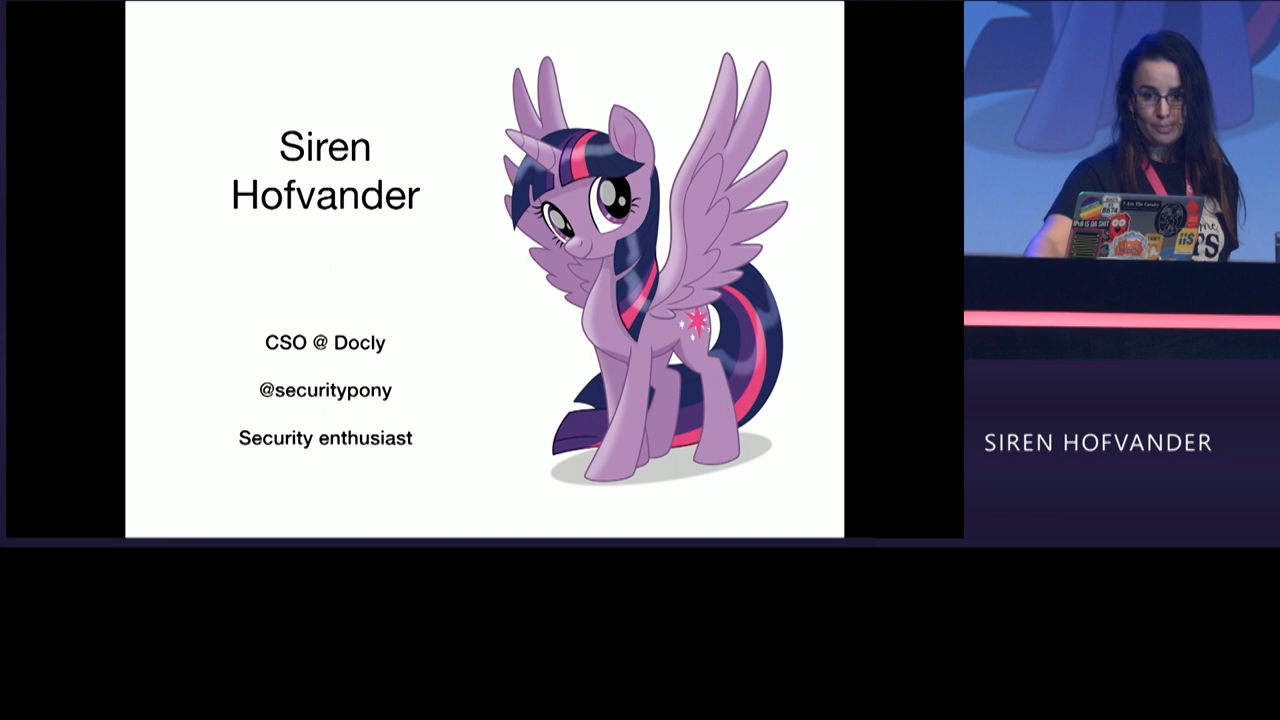 Siren
Hofvander
CSO @ Docly
@securitypony
Security enthusiast
SIREN HOFVANDER